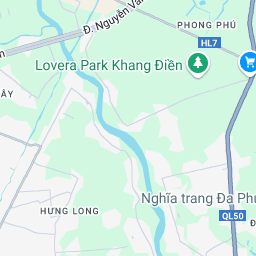 PHONG PHÚ
Đ. Nguyễn Vă
HL7
Lovera Park Khang Điền
ÂY
Nghĩa trang Đa Phư
HƯNG LONG
QL50